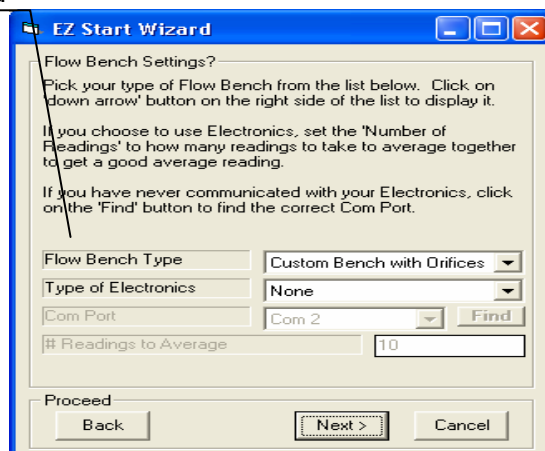 EZ Start Wizard
Flow Bench Settings?
Pick your type of Flow Bench from the list below. Click on
'down arrow' button on the right side of the list to display it.
If you choose to use Electronics, set the 'Number of
Readings' to how many readings to take to average together
to get a good average reading.
If you have never communicated with your Electronics, click
on the 'Find' button to find the correct Com Port.
Flow Bench Type Custom Bench with Orifices
Type of Electronics None
Com Port Com 2 Find
# Readings to Average 10
Proceed
Back Next > Cancel